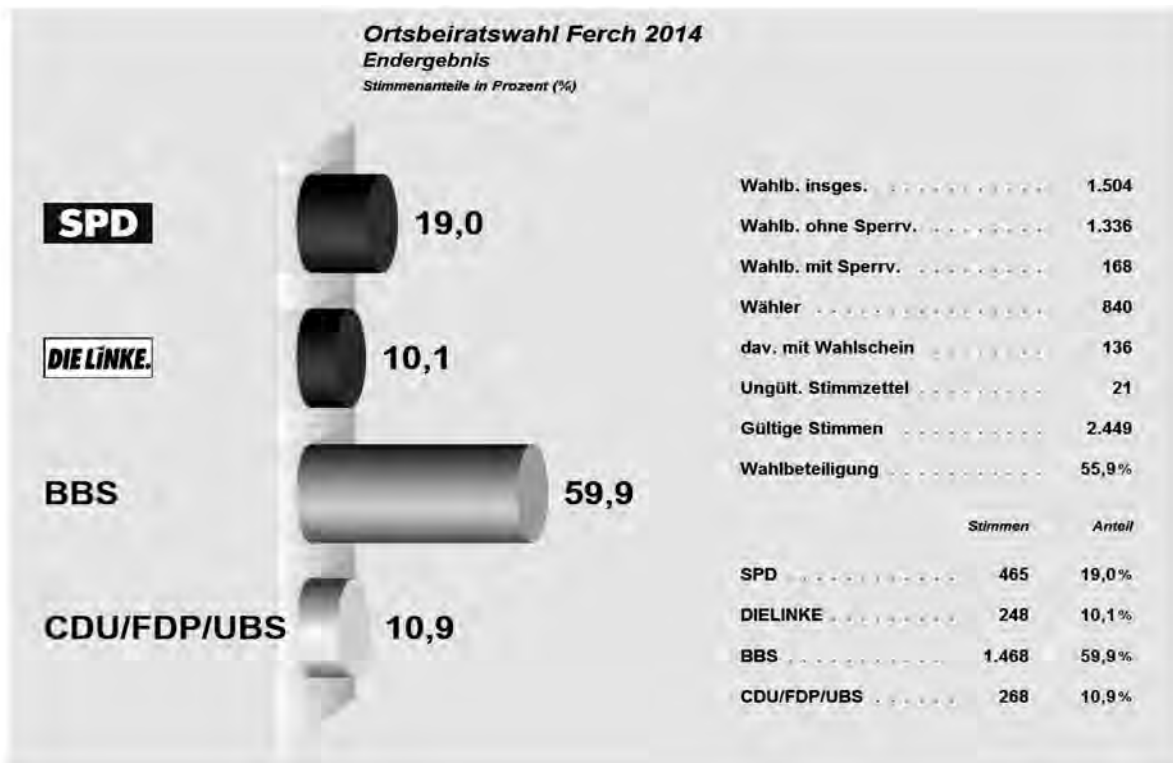 Ortsbeiratswahl Ferch 2014
Endergebnis
Stimmenanteile in Prozent (%)
SPD 19,0
DIE LINKE. 10,1
BBS 59,9
CDU/FDP/UBS 10,9
Wahlb. insges. . . . . . . . . . . . 1.504
Wahlb. ohne Sperrv. . . . . . . . . 1.336
Wahlb. mit Sperrv. . . . . . . . . . 168
Wähler . . . . . . . . . . . . . . . 840
dav. mit Wahlschein . . . . . . . . 136
Ungült. Stimmzettel . . . . . . . . . 21
Gültige Stimmen . . . . . . . . . . 2.449
Wahlbeteiligung . . . . . . . . . . . 55,9%
Stimmen Anteil
SPD . . . . . . . . . . . . 465 19,0%
DIELINKE . . . . . . . . . 248 10,1%
BBS . . . . . . . . . . . 1.468 59,9%
CDU/FDP/UBS . . . . . . 268 10,9%